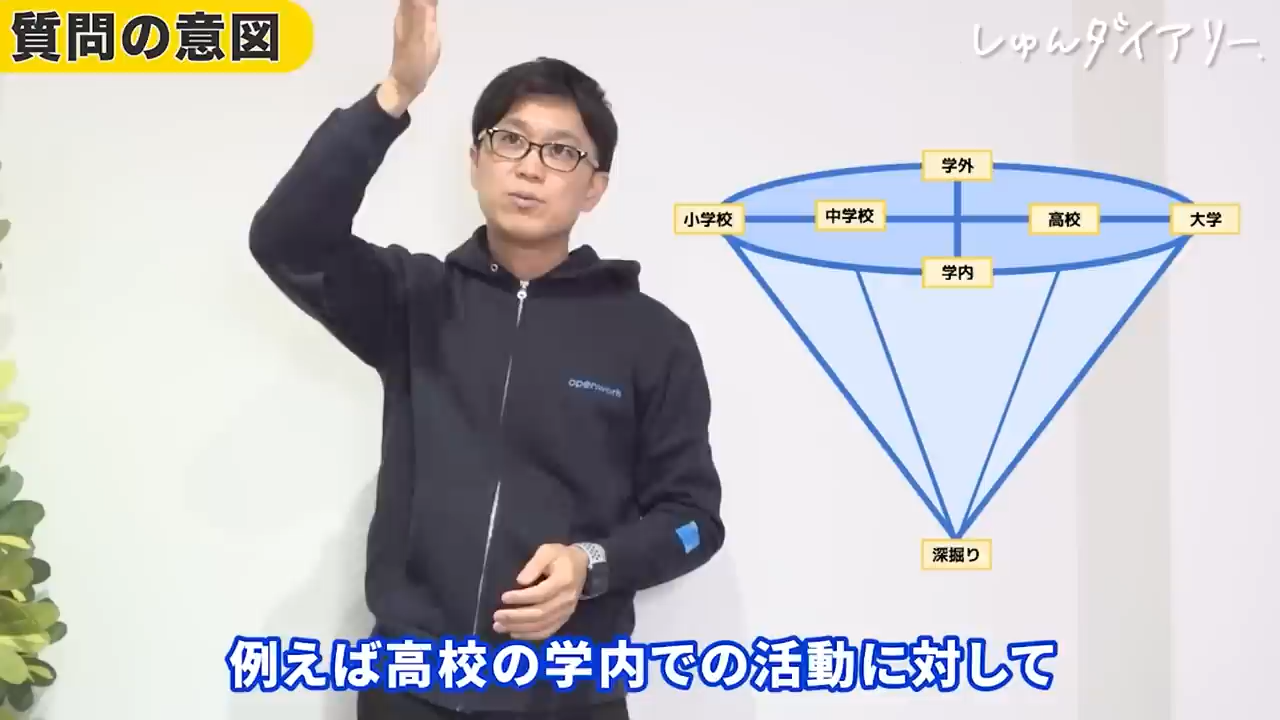 質問の意図
しゅんダイアリー、
学外
小学校
中学校
高校
大学
学内
openwork
深掘り
例えば高校の学内での活動に対して